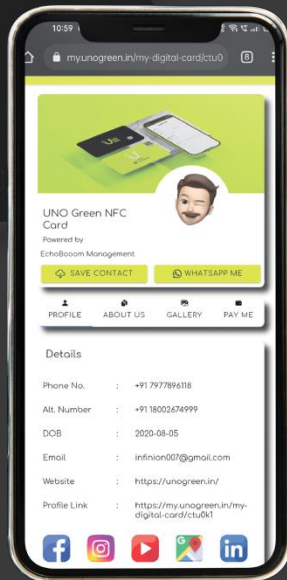 10:59
my.unogreen.in/my-digital-card/ctu0
UNO Green NFC
Card
Powered by
EchoBooom Management
SAVE CONTACT
WHATSAPP ME
PROFILE
ABOUT US
GALLERY
PAY ME
Details
Phone No. : +91 7977896118
Alt. Number : +91 18002674999
DOB : 2020-08-05
Email : infinion007@gmail.com
Website : https://unogreen.in/
Profile Link : https://my.unogreen.in/my-
digital-card/ctu0k1